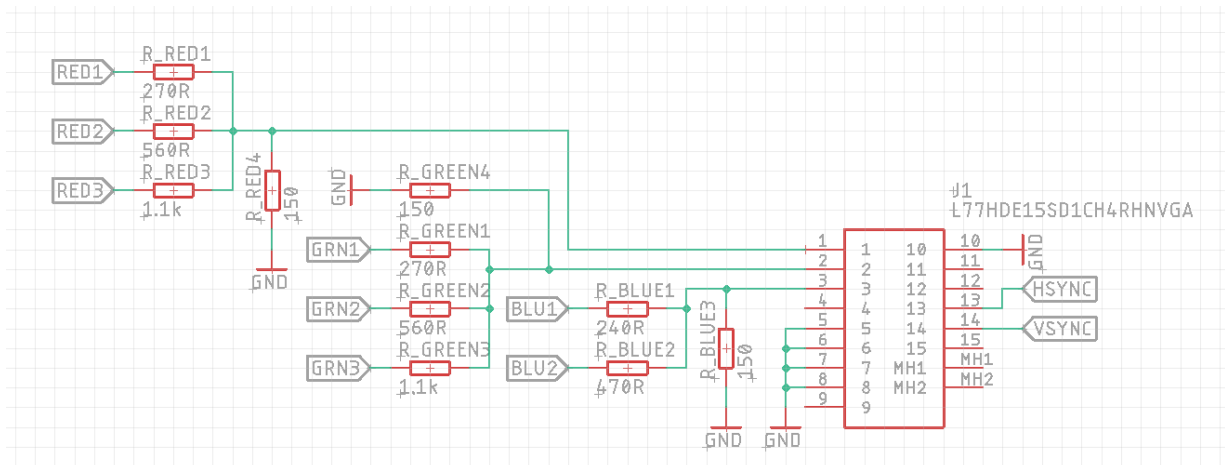 R_RED1
RED1
270R
R_RED2
RED2
560R
R_RED3
RED3
1.1k
R_RED4
150
GND
GND
R_GREEN4
150
R_GREEN1
GRN1
270R
R_GREEN2
GRN2
560R
R_GREEN3
GRN3
1.1k
R_BLUE1
BLU1
240R
R_BLUE2
BLU2
470R
R_BLUE3
150
GND
GND
J1
L77HDE15SD1CH4RHNVGA
1 1 10 10 GND
2 2 11 11
3 3 12 12 HSYNC
4 4 13 13
5 5 14 14 VSYNC
6 6 15 15
7 7 MH1 MH1
8 8 MH2 MH2
9 9